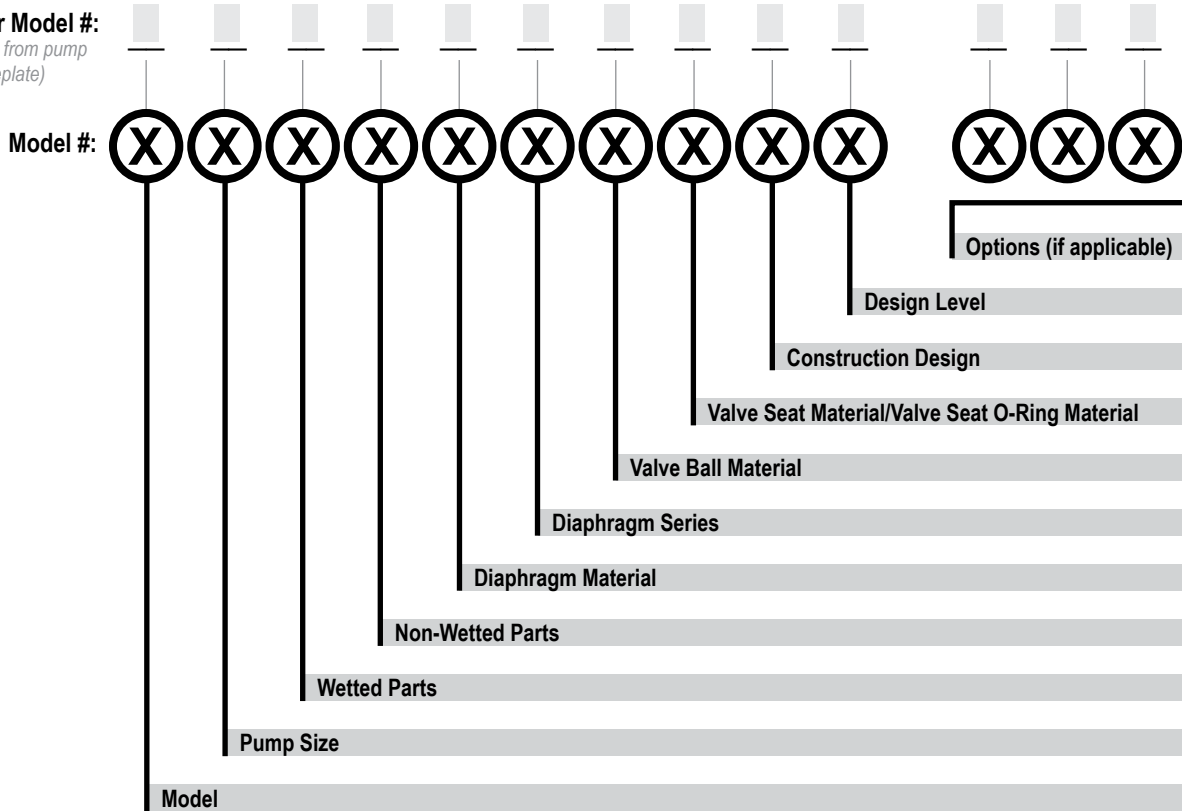 r Model #:
from pump
plate)
Model #: X X X X X X X X X X X X X
Options (if applicable)
Design Level
Construction Design
Valve Seat Material/Valve Seat O-Ring Material
Valve Ball Material
Diaphragm Series
Diaphragm Material
Non-Wetted Parts
Wetted Parts
Pump Size
Model